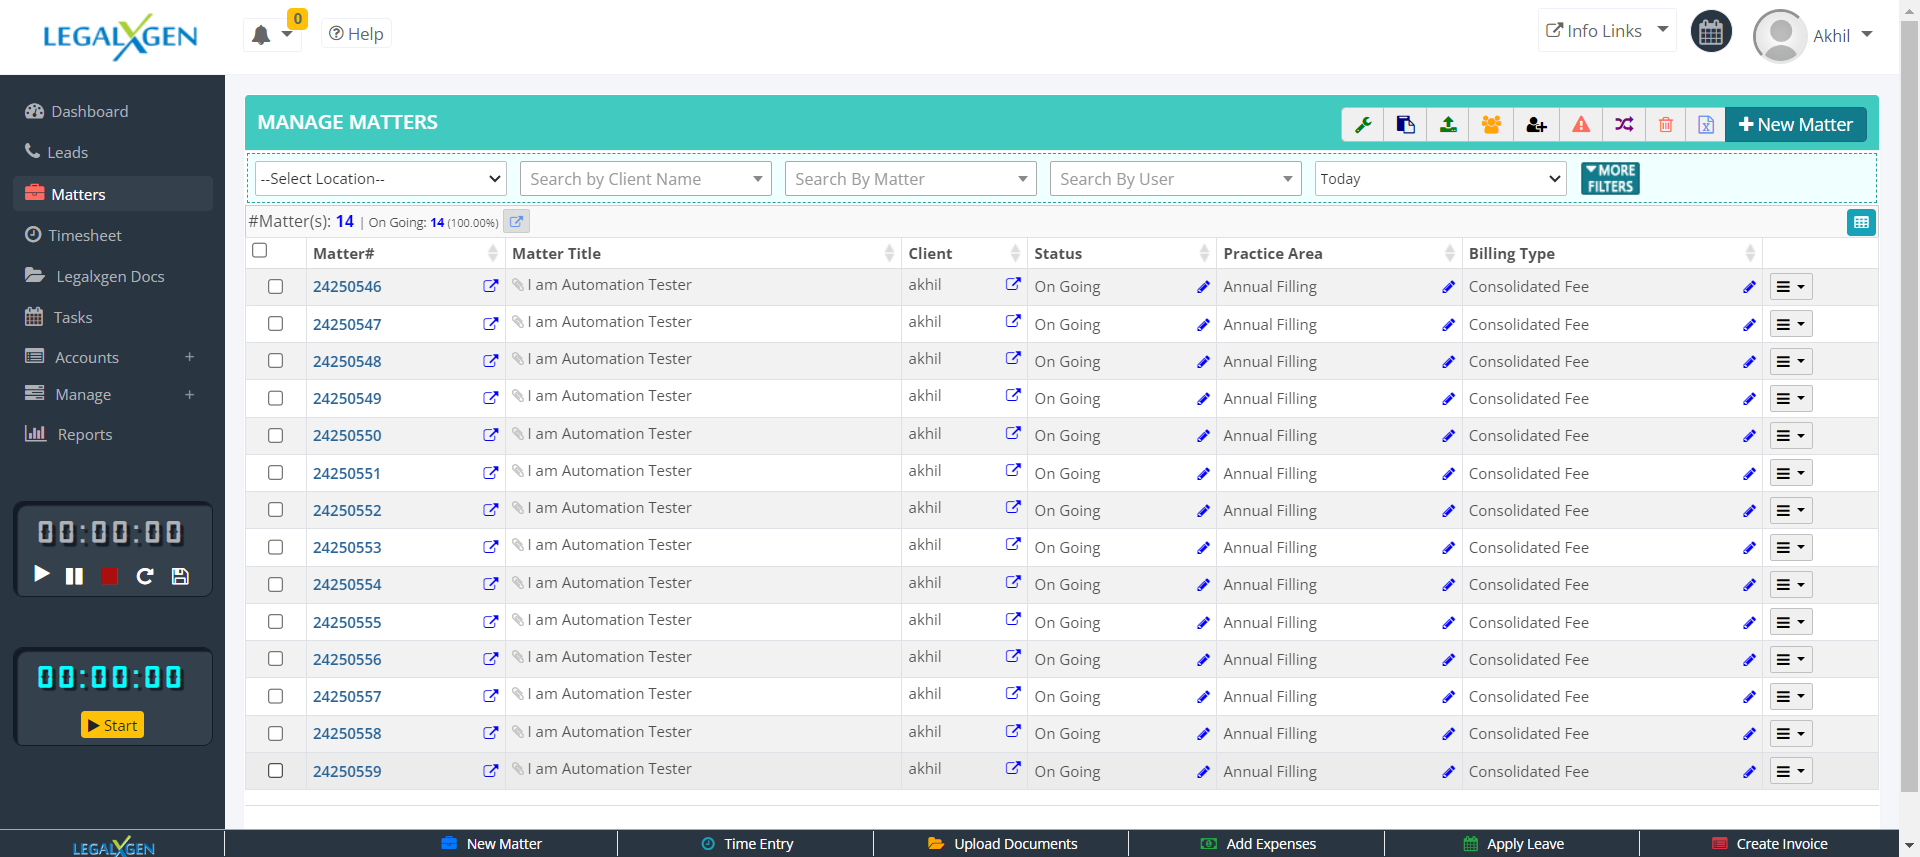 LEGALXGEN
0
Help
Info Links
Akhil
Dashboard
Leads
Matters
Timesheet
Legalxgen Docs
Tasks
Accounts +
Manage +
Reports
00:00:00
00:00:00
Start
MANAGE MATTERS
New Matter
--Select Location--
Search by Client Name
Search By Matter
Search By User
Today
MORE
FILTERS
#Matter(s): 14 | On Going: 14 (100.00%)
Matter# Matter Title Client Status Practice Area Billing Type
24250546 I am Automation Tester akhil On Going Annual Filling Consolidated Fee
24250547 I am Automation Tester akhil On Going Annual Filling Consolidated Fee
24250548 I am Automation Tester akhil On Going Annual Filling Consolidated Fee
24250549 I am Automation Tester akhil On Going Annual Filling Consolidated Fee
24250550 I am Automation Tester akhil On Going Annual Filling Consolidated Fee
24250551 I am Automation Tester akhil On Going Annual Filling Consolidated Fee
24250552 I am Automation Tester akhil On Going Annual Filling Consolidated Fee
24250553 I am Automation Tester akhil On Going Annual Filling Consolidated Fee
24250554 I am Automation Tester akhil On Going Annual Filling Consolidated Fee
24250555 I am Automation Tester akhil On Going Annual Filling Consolidated Fee
24250556 I am Automation Tester akhil On Going Annual Filling Consolidated Fee
24250557 I am Automation Tester akhil On Going Annual Filling Consolidated Fee
24250558 I am Automation Tester akhil On Going Annual Filling Consolidated Fee
24250559 I am Automation Tester akhil On Going Annual Filling Consolidated Fee
LEGALXGEN
New Matter
Time Entry
Upload Documents
Add Expenses
Apply Leave
Create Invoice